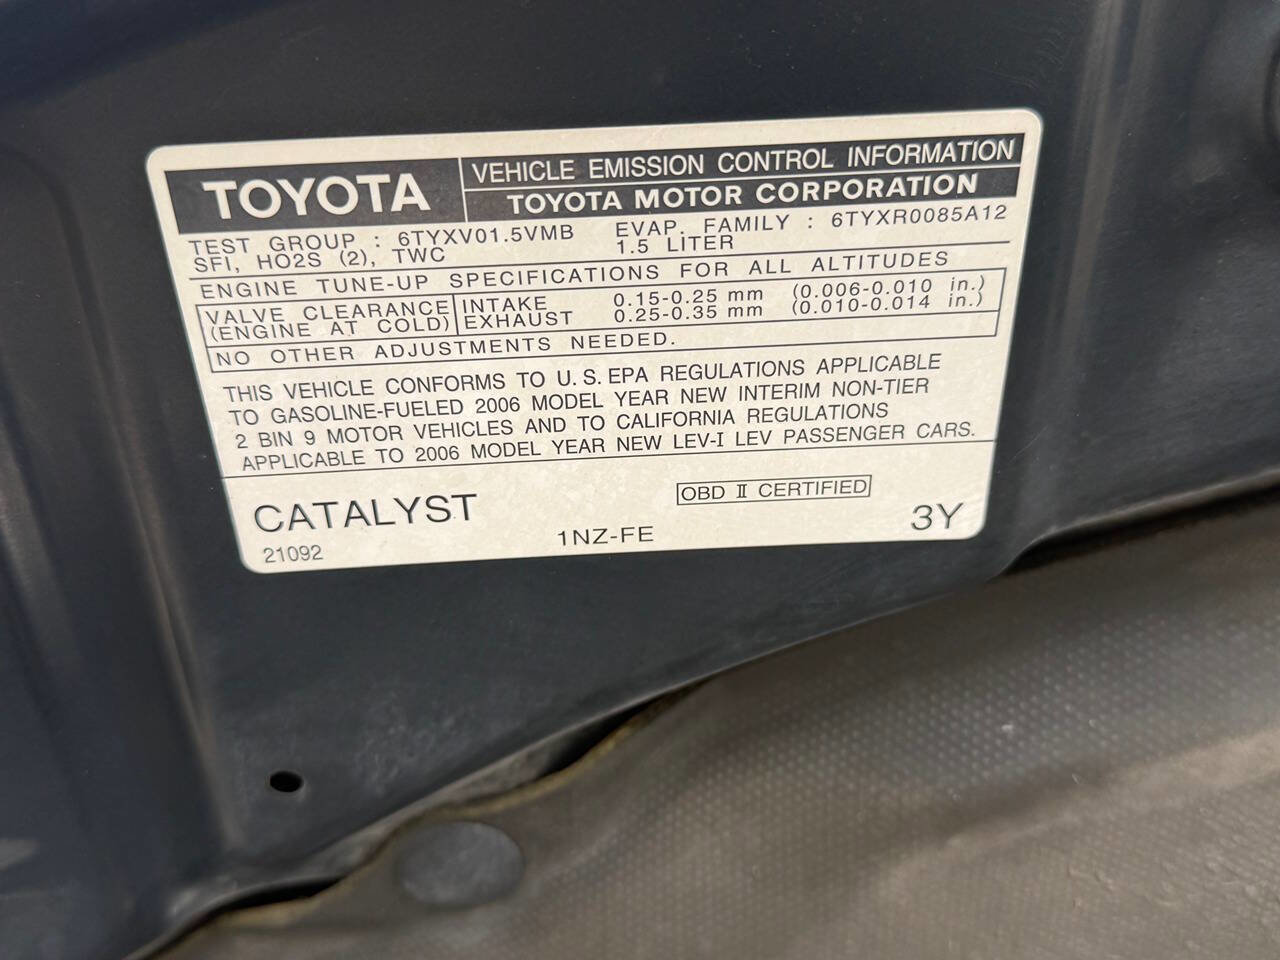 TOYOTA
VEHICLE EMISSION CONTROL INFORMATION
TOYOTA MOTOR CORPORATION
TEST GROUP : 6TYXV01.5VMB EVAP. FAMILY : 6TYXR0085A12
SFI, HO2S (2), TWC 1.5 LITER
ENGINE TUNE-UP SPECIFICATIONS FOR ALL ALTITUDES
VALVE CLEARANCE INTAKE 0.15-0.25 mm (0.006-0.010 in.)
(ENGINE AT COLD) EXHAUST 0.25-0.35 mm (0.010-0.014 in.)
NO OTHER ADJUSTMENTS NEEDED.
THIS VEHICLE CONFORMS TO U.S. EPA REGULATIONS APPLICABLE
TO GASOLINE-FUELED 2006 MODEL YEAR NEW INTERIM NON-TIER
2 BIN 9 MOTOR VEHICLES AND TO CALIFORNIA REGULATIONS
APPLICABLE TO 2006 MODEL YEAR NEW LEV-I LEV PASSENGER CARS.
CATALYST OBD II CERTIFIED
21092 1NZ-FE 3Y